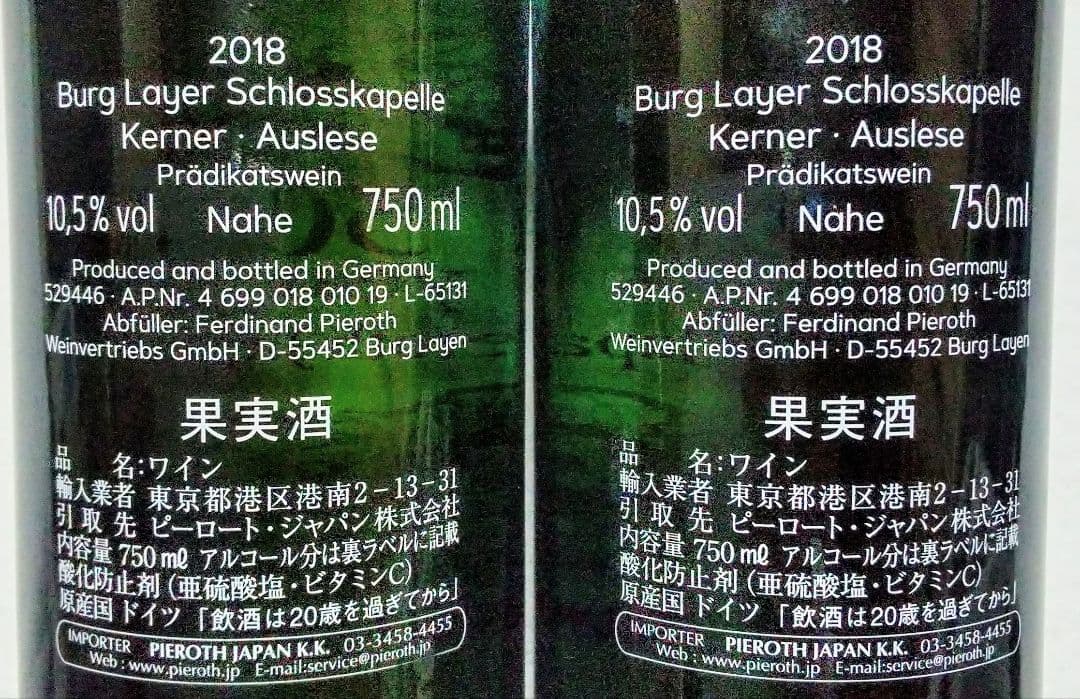 2018
Burg Layer Schlosskapelle
Kerner · Auslese
Prädikatswein
10,5% vol Nahe 750 ml
Produced and bottled in Germany
529446 · A.P.Nr. 4 699 018 010 19 · L-65131
Abfüller: Ferdinand Pieroth
Weinvertriebs GmbH · D-55452 Burg Layen
果実酒
品 名:ワイン
輸入業者 東京都港区港南2-13-31
引取先 ピーロート・ジャパン株式会社
内容量 750mℓ アルコール分は裏ラベルに記載
酸化防止剤(亜硫酸塩・ビタミンC)
原産国 ドイツ 「飲酒は20歳を過ぎてから」
IMPORTER PIEROTH JAPAN K.K. 03-3458-4455
Web : www.pieroth.jp E-mail:service@pieroth.jp
2018
Burg Layer Schlosskapelle
Kerner · Auslese
Prädikatswein
10,5% vol Nahe 750 ml
Produced and bottled in Germany
529446 · A.P.Nr. 4 699 018 010 19 · L-65131
Abfüller: Ferdinand Pieroth
Weinvertriebs GmbH · D-55452 Burg Layen
果実酒
品 名:ワイン
輸入業者 東京都港区港南2-13-31
引取先 ピーロート・ジャパン株式会社
内容量 750mℓ アルコール分は裏ラベルに記載
酸化防止剤(亜硫酸塩・ビタミンC)
原産国 ドイツ 「飲酒は20歳を過ぎてから」
IMPORTER PIEROTH JAPAN K.K. 03-3458-4455
Web : www.pieroth.jp E-mail:service@pieroth.jp